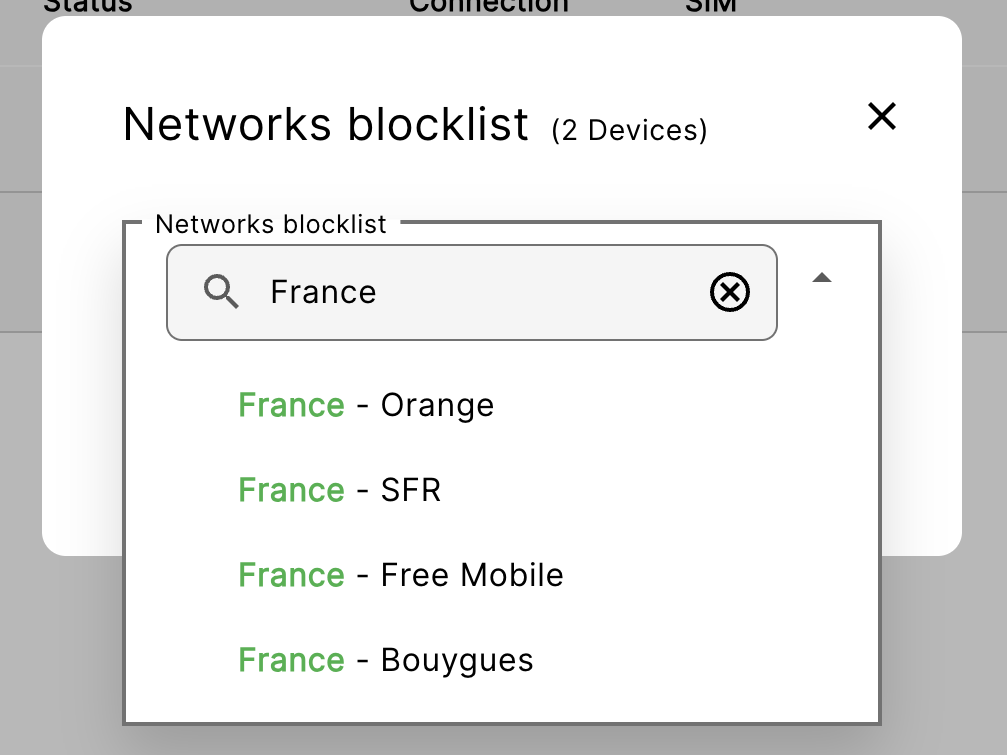 Status Connection SIM
Networks blocklist (2 Devices)
Networks blocklist
France
France - Orange
France - SFR
France - Free Mobile
France - Bouygues